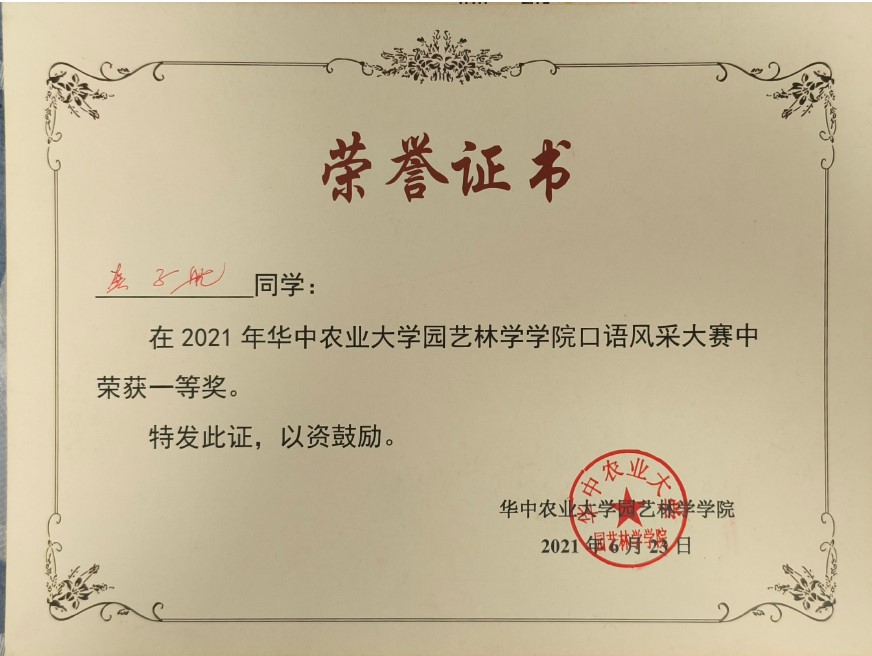 荣誉证书
子航同学：
在 2021 年华中农业大学园艺林学学院口语风采大赛中
荣获一等奖。
特发此证，以资鼓励。
华中农业大学
园艺林学学院
华中农业大学园艺林学学院
2021 年 6 月 23 日